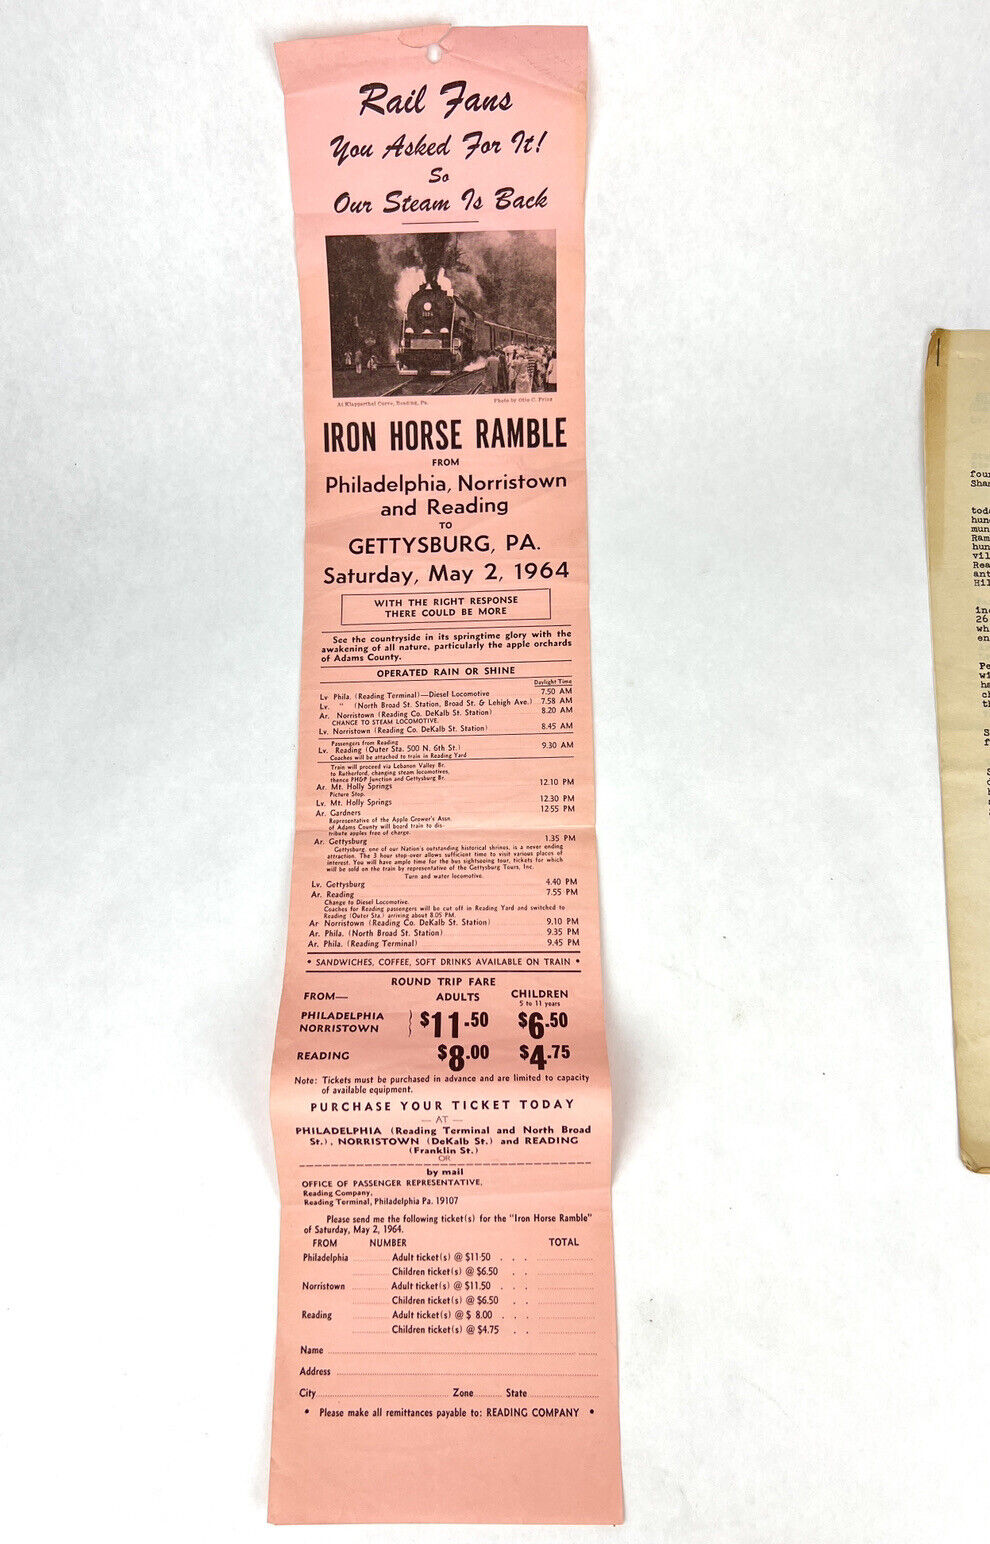 Rail Fans
You Asked For It!
So
Our Steam Is Back
At Klapperthal Curve, Reading, Pa.
Photo by Otto C. Prinz
IRON HORSE RAMBLE
FROM
Philadelphia, Norristown
and Reading
TO
GETTYSBURG, PA.
Saturday, May 2, 1964
WITH THE RIGHT RESPONSE
THERE COULD BE MORE
See the countryside in its springtime glory with the
awakening of all nature, particularly the apple orchards
of Adams County.
OPERATED RAIN OR SHINE
Daylight Time
Lv Phila. (Reading Terminal)—Diesel Locomotive 7.50 AM
Lv. " (North Broad St. Station, Broad St. & Lehigh Ave.) 7.58 AM
Ar. Norristown (Reading Co. DeKalb St. Station) 8.20 AM
CHANGE TO STEAM LOCOMOTIVE.
Lv. Norristown (Reading Co. DeKalb St. Station) 8.45 AM
Passengers from Reading
Lv. Reading (Outer Sta. 500 N. 6th St.) 9.30 AM
Coaches will be attached to train in Reading Yard
Train will proceed via Lebanon Valley Br.
to Rutherford, changing steam locomotives,
thence PH&P Junction and Gettysburg Br.
Ar. Mt. Holly Springs 12.10 PM
Picture Stop.
Lv. Mt. Holly Springs 12.30 PM
Ar. Gardners 12.55 PM
Representative of the Apple Grower's Assn.
of Adams County will board train to dis-
tribute apples free of charge.
Ar. Gettysburg 1.35 PM
Gettysburg, one of our Nation's outstanding historical shrines, is a never ending
attraction. The 3 hour stop-over allows sufficient time to visit various places of
interest. You will have ample time for the bus sightseeing tour, tickets for which
will be sold on the train by representative of the Gettysburg Tours, Inc.
Turn and water locomotive.
Lv. Gettysburg 4.40 PM
Ar. Reading 7.55 PM
Change to Diesel Locomotive.
Coaches for Reading passengers will be cut off in Reading Yard and switched to
Reading (Outer Sta.) arriving about 8.05 PM.
Ar Norristown (Reading Co. DeKalb St. Station) 9.10 PM
Ar. Phila. (North Broad St. Station) 9.35 PM
Ar. Phila. (Reading Terminal) 9.45 PM
• SANDWICHES, COFFEE, SOFT DRINKS AVAILABLE ON TRAIN •
ROUND TRIP FARE
FROM— ADULTS CHILDREN
5 to 11 years
PHILADELPHIA
NORRISTOWN } $11.50 $6.50
READING $8.00 $4.75
Note: Tickets must be purchased in advance and are limited to capacity
of available equipment.
PURCHASE YOUR TICKET TODAY
— AT —
PHILADELPHIA (Reading Terminal and North Broad
St.), NORRISTOWN (DeKalb St.) and READING
(Franklin St.)
OR
by mail
OFFICE OF PASSENGER REPRESENTATIVE,
Reading Company,
Reading Terminal, Philadelphia Pa. 19107
Please send me the following ticket(s) for the "Iron Horse Ramble"
of Saturday, May 2, 1964.
FROM NUMBER TOTAL
Philadelphia Adult ticket(s) @ $11.50 . . .
Children ticket(s) @ $6.50 . .
Norristown Adult ticket(s) @ $11.50 . . .
Children ticket(s) @ $6.50 . .
Reading Adult ticket(s) @ $ 8.00 . . .
Children ticket(s) @ $4.75 . .
Name
Address
City Zone State
• Please make all remittances payable to: READING COMPANY •
four
Shar
toda
hun
mun
Ram
hun
vil
Rea
ant
Hil
in
26
wh
en
Pe
wi
ha
ch
th
S
f